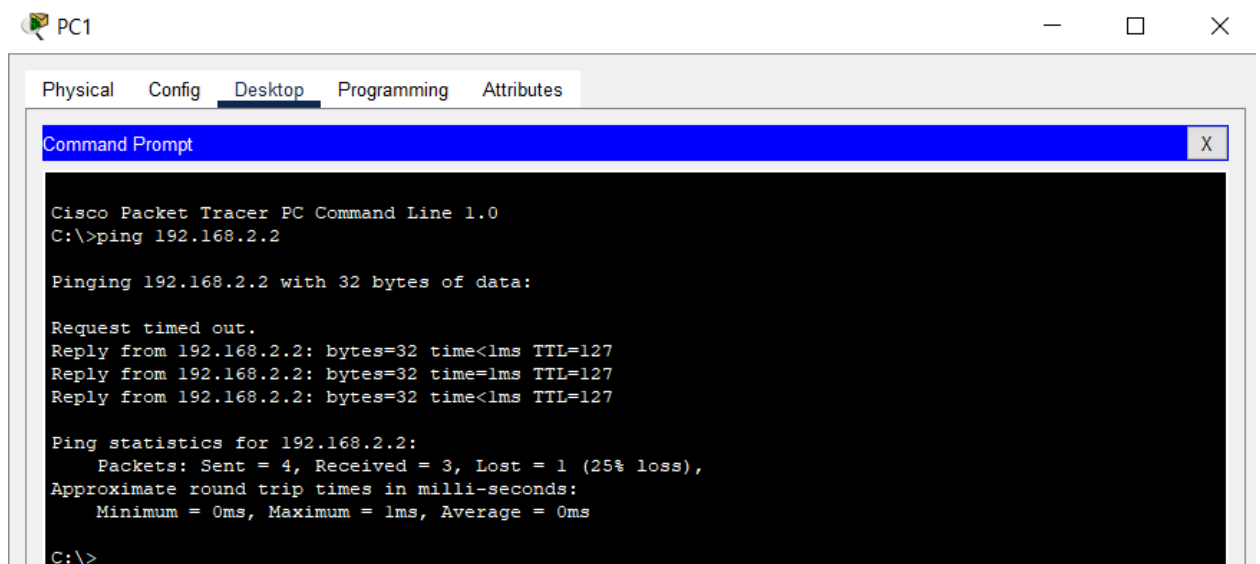 PC1
Physical Config Desktop Programming Attributes
Command Prompt X
Cisco Packet Tracer PC Command Line 1.0
C:\>ping 192.168.2.2
Pinging 192.168.2.2 with 32 bytes of data:
Request timed out.
Reply from 192.168.2.2: bytes=32 time<1ms TTL=127
Reply from 192.168.2.2: bytes=32 time=1ms TTL=127
Reply from 192.168.2.2: bytes=32 time<1ms TTL=127
Ping statistics for 192.168.2.2:
Packets: Sent = 4, Received = 3, Lost = 1 (25% loss),
Approximate round trip times in milli-seconds:
Minimum = 0ms, Maximum = 1ms, Average = 0ms
C:\>